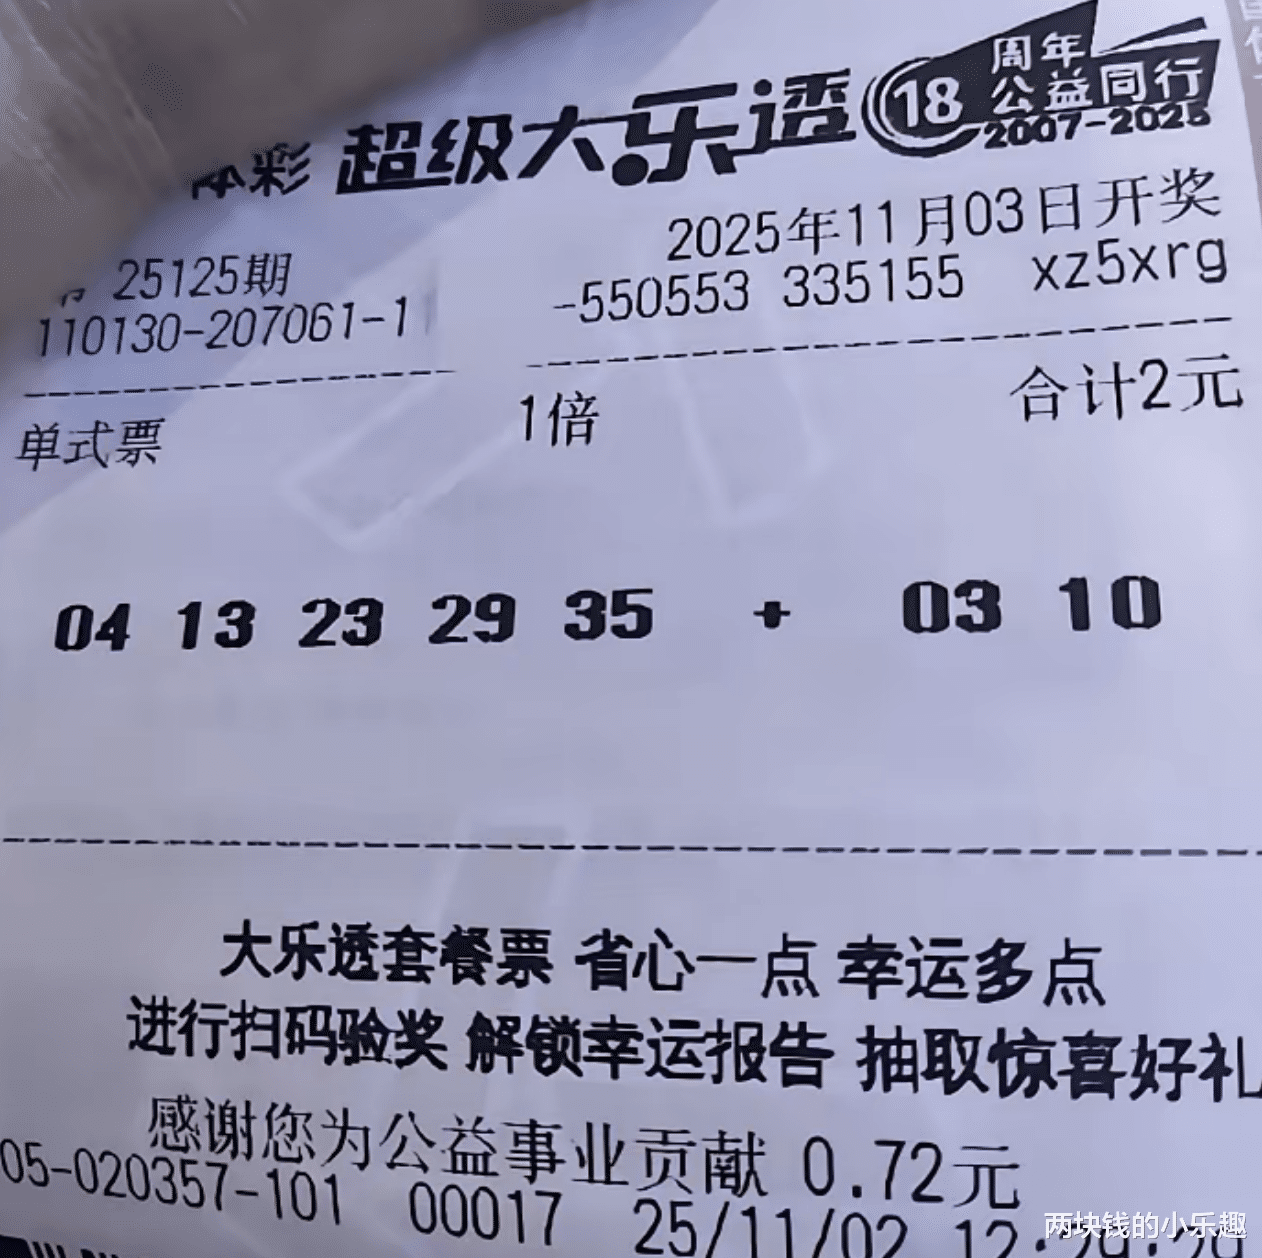 体彩 超级大乐透 18 周年 公益同行 2007-2025
25125期 2025年11月03日开奖
110130-207061-1 -550553 335155 xz5xrg
单式票 1倍 合计2元
04 13 23 29 35 + 03 10
大乐透套餐票 省心一点 幸运多点
进行扫码验奖 解锁幸运报告 抽取惊喜好礼
感谢您为公益事业贡献 0.72元
05-020357-101 00017 25/11/02
两块钱的小乐趣